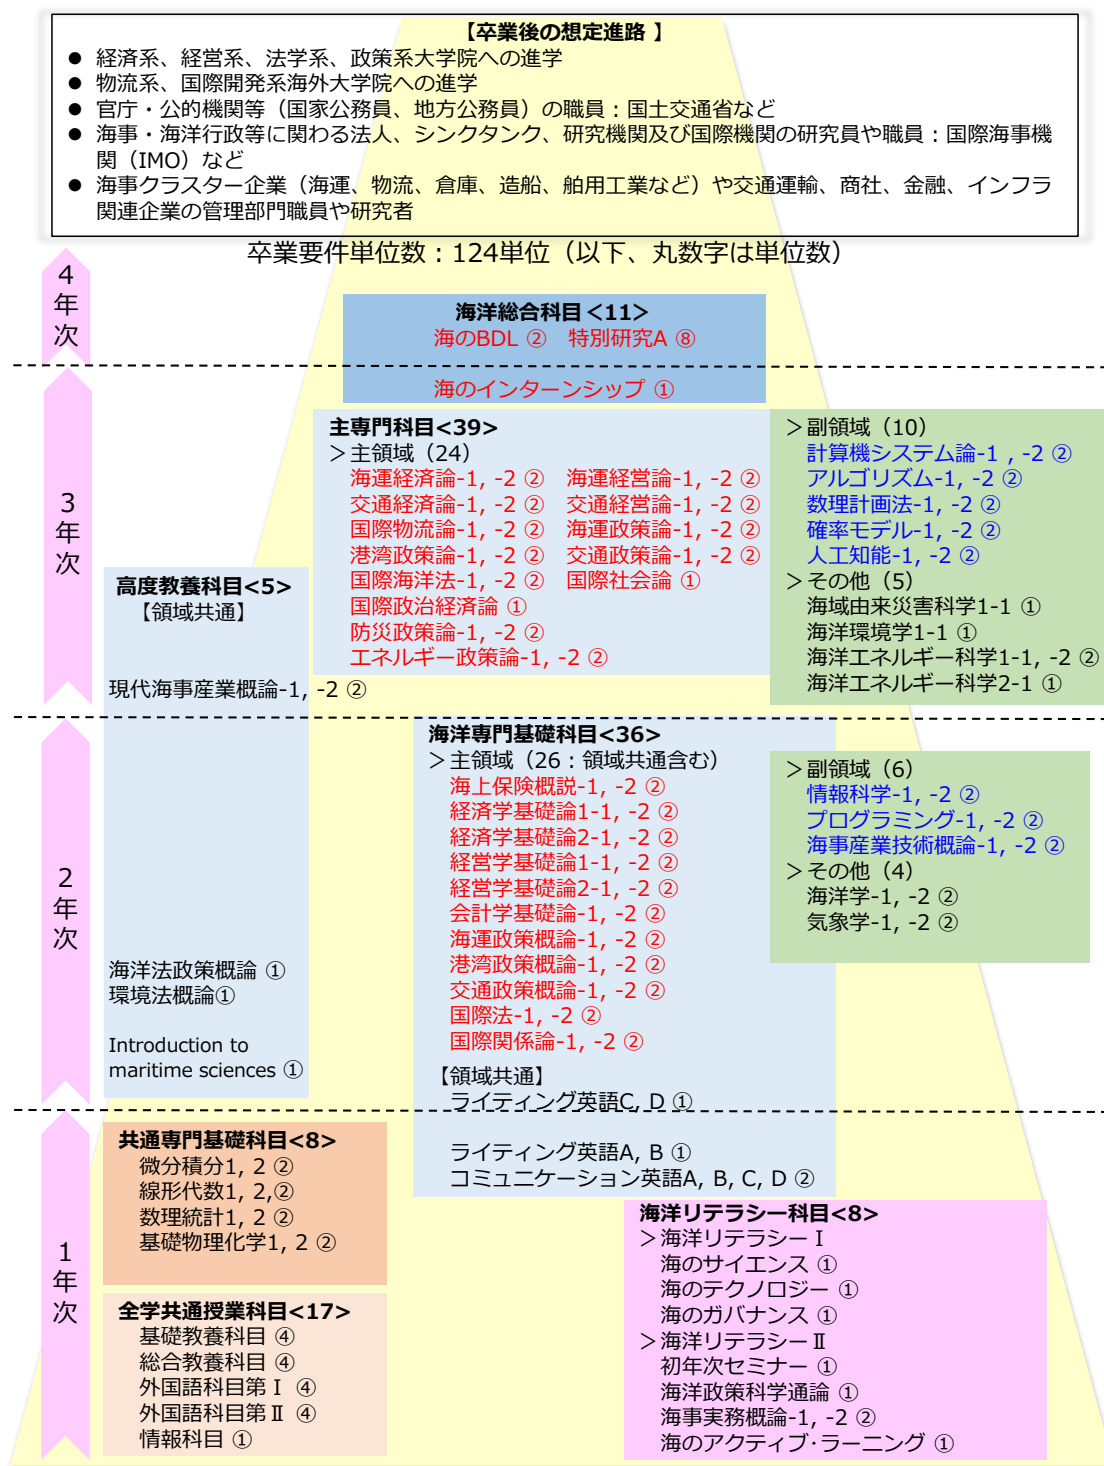 【卒業後の想定進路 】
● 経済系、経営系、法学系、政策系大学院への進学
● 物流系、国際開発系海外大学院への進学
● 官庁・公的機関等（国家公務員、地方公務員）の職員：国土交通省など
● 海事・海洋行政等に関わる法人、シンクタンク、研究機関及び国際機関の研究員や職員：国際海事機
関（IMO）など
● 海事クラスター企業（海運、物流、倉庫、造船、舶用工業など）や交通運輸、商社、金融、インフラ
関連企業の管理部門職員や研究者
卒業要件単位数：124単位（以下、丸数字は単位数）
4年次
海洋総合科目<11>
海のBDL ② 特別研究A ⑧
海のインターンシップ ①
3年次
主専門科目<39>
＞主領域（24）
海運経済論-1, -2 ② 海運経営論-1, -2 ②
交通経済論-1, -2 ② 交通経営論-1, -2 ②
国際物流論-1, -2 ② 海運政策論-1, -2 ②
港湾政策論-1, -2 ② 交通政策論-1, -2 ②
国際海洋法-1, -2 ② 国際社会論 ①
国際政治経済論 ①
防災政策論-1, -2 ②
エネルギー政策論-1, -2 ②
＞副領域（10）
計算機システム論-1 , -2 ②
アルゴリズム-1, -2 ②
数理計画法-1, -2 ②
確率モデル-1, -2 ②
人工知能-1, -2 ②
＞その他（5）
海域由来災害科学1-1 ①
海洋環境学1-1 ①
海洋エネルギー科学1-1, -2 ②
海洋エネルギー科学2-1 ①
高度教養科目<5>
【領域共通】
現代海事産業概論-1, -2 ②
海洋法政策概論 ①
環境法概論①
Introduction to
maritime sciences ①
2年次
海洋専門基礎科目<36>
＞主領域（26：領域共通含む）
海上保険概説-1, -2 ②
経済学基礎論1-1, -2 ②
経済学基礎論2-1, -2 ②
経営学基礎論1-1, -2 ②
経営学基礎論2-1, -2 ②
会計学基礎論-1, -2 ②
海運政策概論-1, -2 ②
港湾政策概論-1, -2 ②
交通政策概論-1, -2 ②
国際法-1, -2 ②
国際関係論-1, -2 ②
【領域共通】
ライティング英語C, D ①
ライティング英語A, B ①
コミュニケーション英語A, B, C, D ②
＞副領域（6）
情報科学-1, -2 ②
プログラミング-1, -2 ②
海事産業技術概論-1, -2 ②
＞その他（4）
海洋学-1, -2 ②
気象学-1, -2 ②
1年次
共通専門基礎科目<8>
微分積分1, 2 ②
線形代数1, 2,②
数理統計1, 2 ②
基礎物理化学1, 2 ②
全学共通授業科目<17>
基礎教養科目 ④
総合教養科目 ④
外国語科目第Ⅰ ④
外国語科目第Ⅱ ④
情報科目 ①
海洋リテラシー科目<8>
＞海洋リテラシーⅠ
海のサイエンス ①
海のテクノロジー ①
海のガバナンス ①
＞海洋リテラシーⅡ
初年次セミナー ①
海洋政策科学通論 ①
海事実務概論-1, -2 ②
海のアクティブ・ラーニング ①